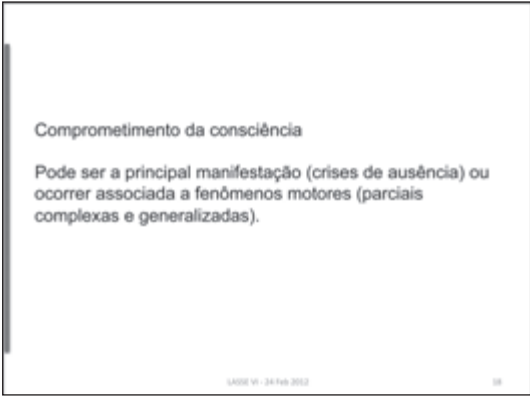 Comprometimento da consciência
Pode ser a principal manifestação (crises de ausência) ou
ocorrer associada a fenômenos motores (parciais
complexas e generalizadas).
LASSE VI - 24 Feb 2012
18